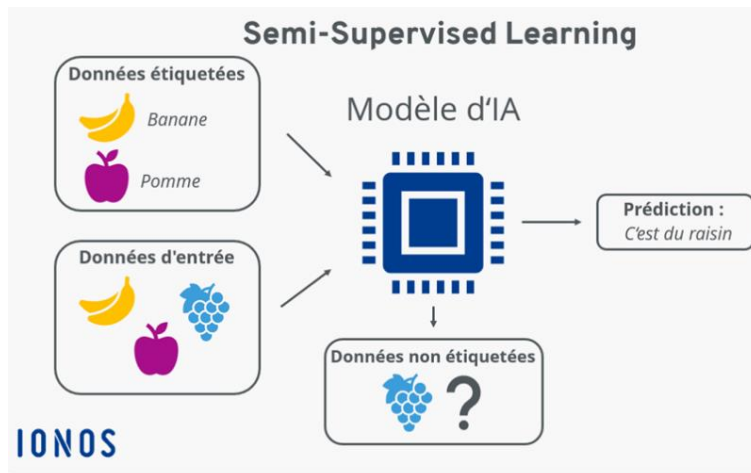 Semi-Supervised Learning
Données étiquetées
Banane
Pomme
Modèle d‘IA
Prédiction :
C‘est du raisin
Données d'entrée
Données non étiquetées
?
IONOS